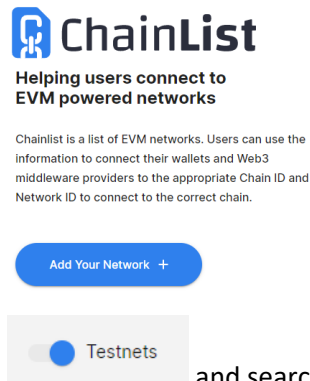 ChainList
Helping users connect to
EVM powered networks
Chainlist is a list of EVM networks. Users can use the
information to connect their wallets and Web3
middleware providers to the appropriate Chain ID and
Network ID to connect to the correct chain.
Add Your Network +
Testnets
and